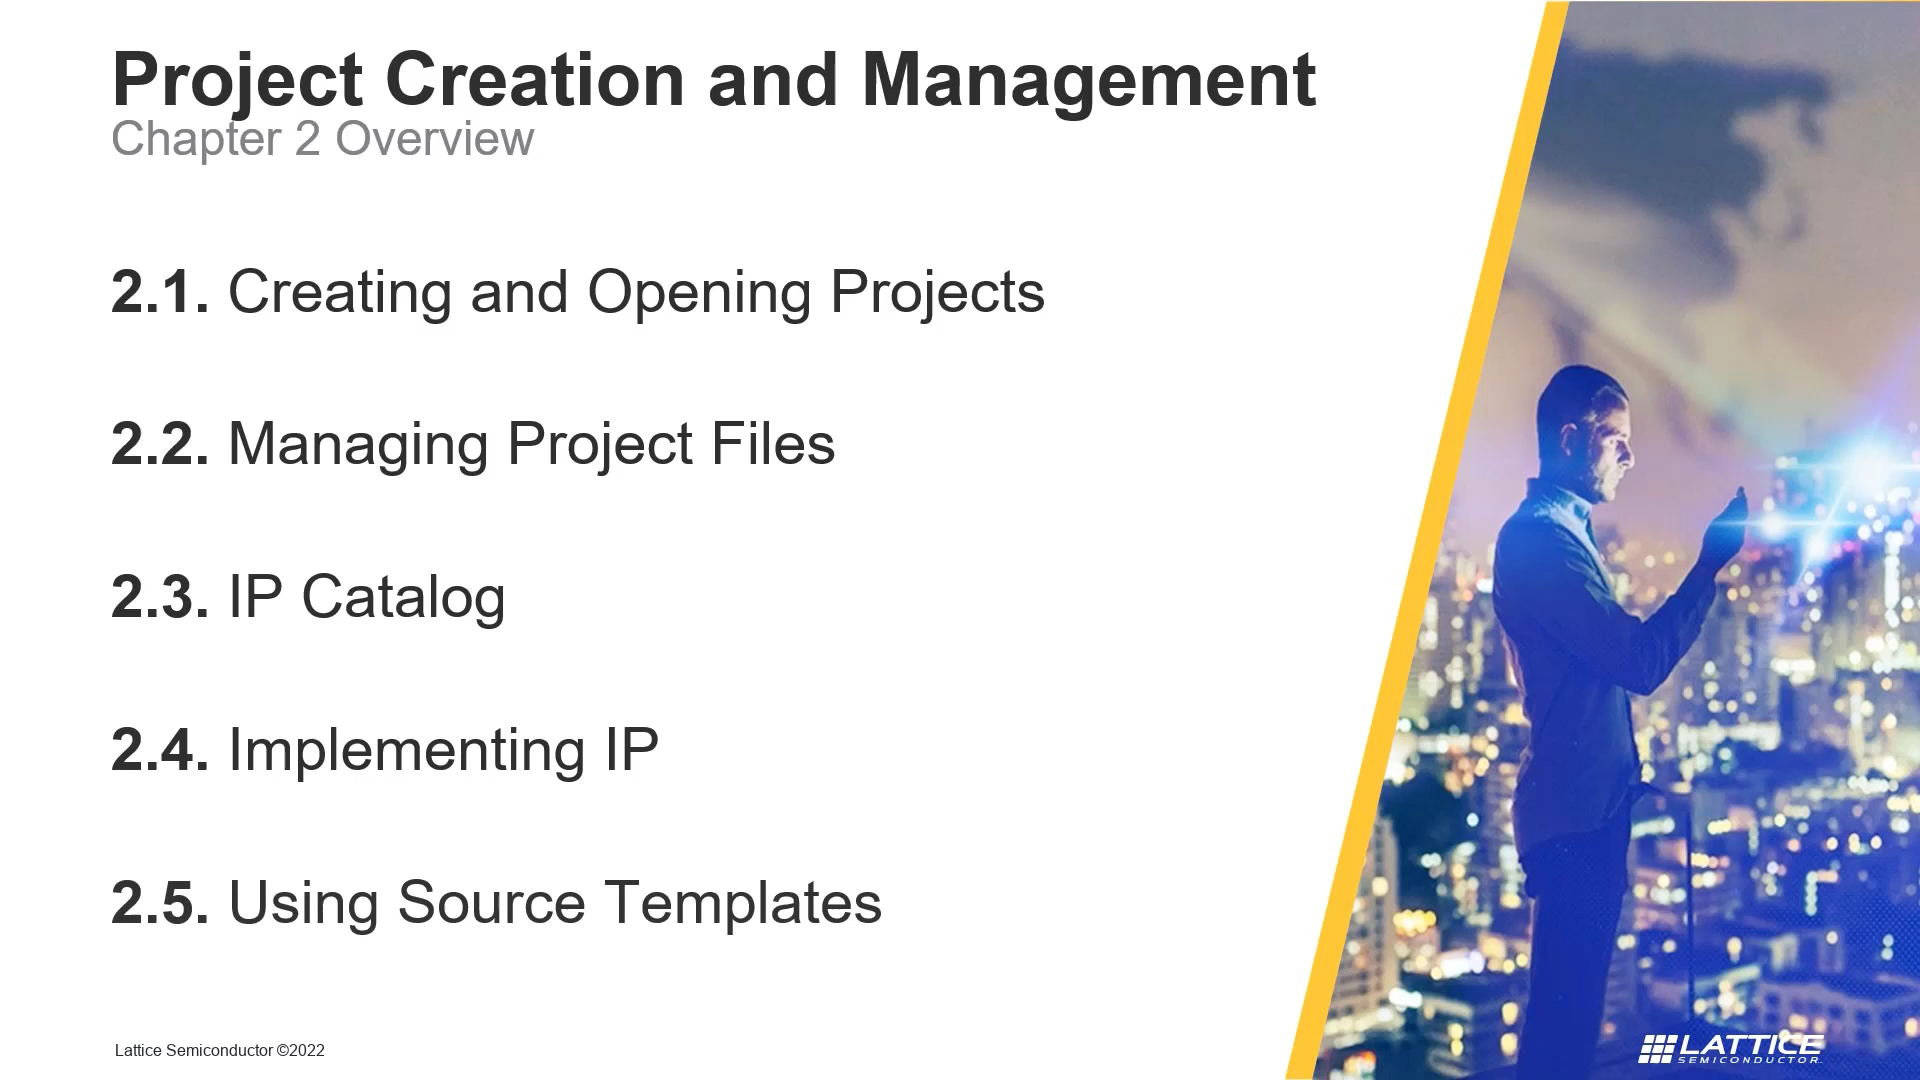 Project Creation and Management
Chapter 2 Overview
2.1. Creating and Opening Projects
2.2. Managing Project Files
2.3. IP Catalog
2.4. Implementing IP
2.5. Using Source Templates
Lattice Semiconductor ©2022
LATTICE
SEMICONDUCTOR